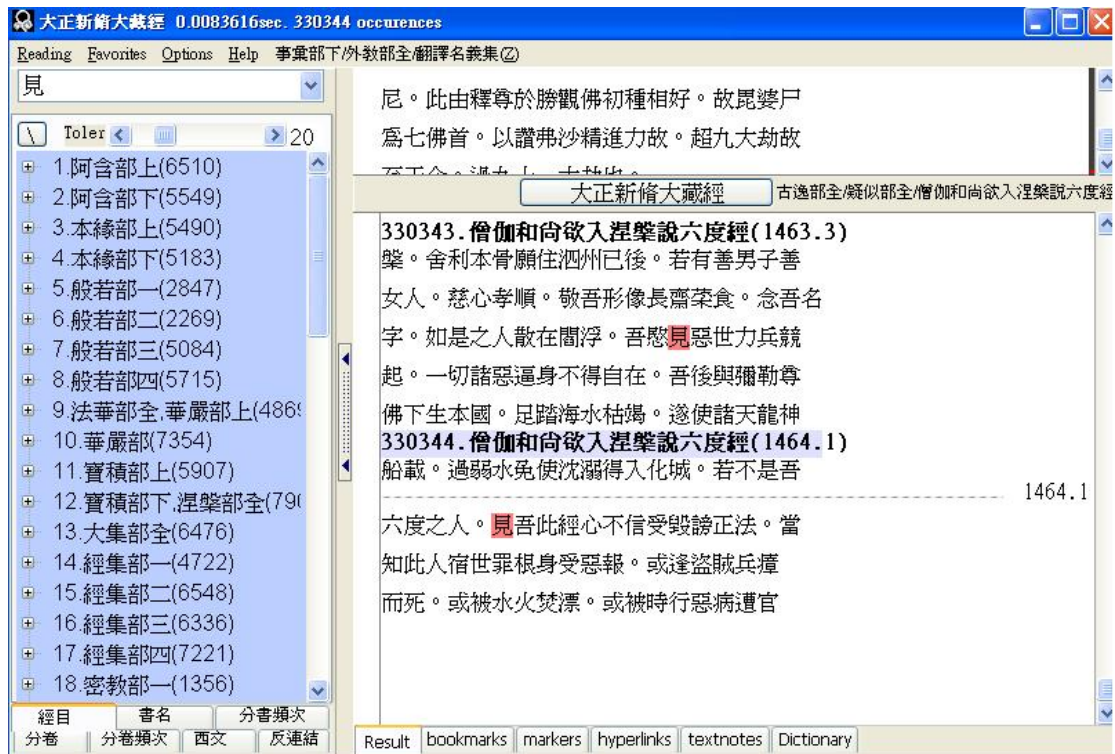 大正新脩大藏經 0.0083616sec. 330344 occurences
Reading Favorites Options Help 事彙部下/外教部全/翻譯名義集(Z)
見
\ Toler 20
1.阿含部上(6510)
2.阿含部下(5549)
3.本緣部上(5490)
4.本緣部下(5183)
5.般若部一(2847)
6.般若部二(2269)
7.般若部三(5084)
8.般若部四(5715)
9.法華部全,華嚴部上(486
10.華嚴部(7354)
11.寶積部上(5907)
12.寶積部下,涅槃部全(790
13.大集部全(6476)
14.經集部一(4722)
15.經集部二(6548)
16.經集部三(6336)
17.經集部四(7221)
18.密教部一(1356)
經目 書名 分書頻次
分卷 分卷頻次 西文 反連結
尼。此由釋尊於勝觀佛初種相好。故毘婆尸
爲七佛首。以讚弗沙精進力故。超九大劫故
大正新脩大藏經 古逸部全/疑似部全/僧伽和尚欲入涅槃說六度經
330343.僧伽和尚欲入涅槃說六度經(1463.3)
槃。舍利本骨願住泗州已後。若有善男子善
女人。慈心孝順。敬吾形像長齋菜食。念吾名
字。如是之人散在閻浮。吾愍見惡世力兵競
起。一切諸惡逼身不得自在。吾後與彌勒尊
佛下生本國。足踏海水枯竭。遂使諸天龍神
330344.僧伽和尚欲入涅槃說六度經(1464.1)
船載。過弱水免使沈溺得入化城。若不是吾
1464.1
六度之人。見吾此經心不信受毀謗正法。當
知此人宿世罪根身受惡報。或逢盜賊兵瘴
而死。或被水火焚漂。或被時行惡病遭官
Result bookmarks markers hyperlinks textnotes Dictionary